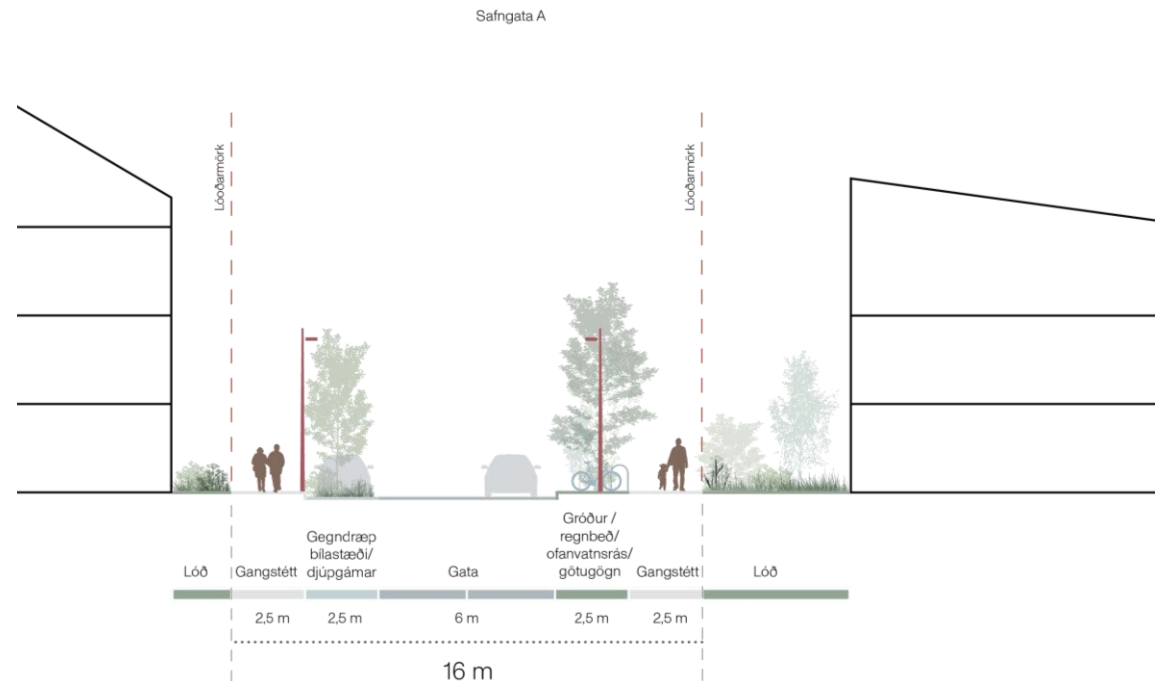 Safngata A
Lóðarmörk
Lóðarmörk
Lóð
Gangstétt
Gegndræp
bílastæði/
djúpgámar
Gata
Gróður /
regnbeð/
ofanvatnsrás/
götugögn
Gangstétt
Lóð
2,5 m
2,5 m
6 m
2,5 m
2,5 m
16 m